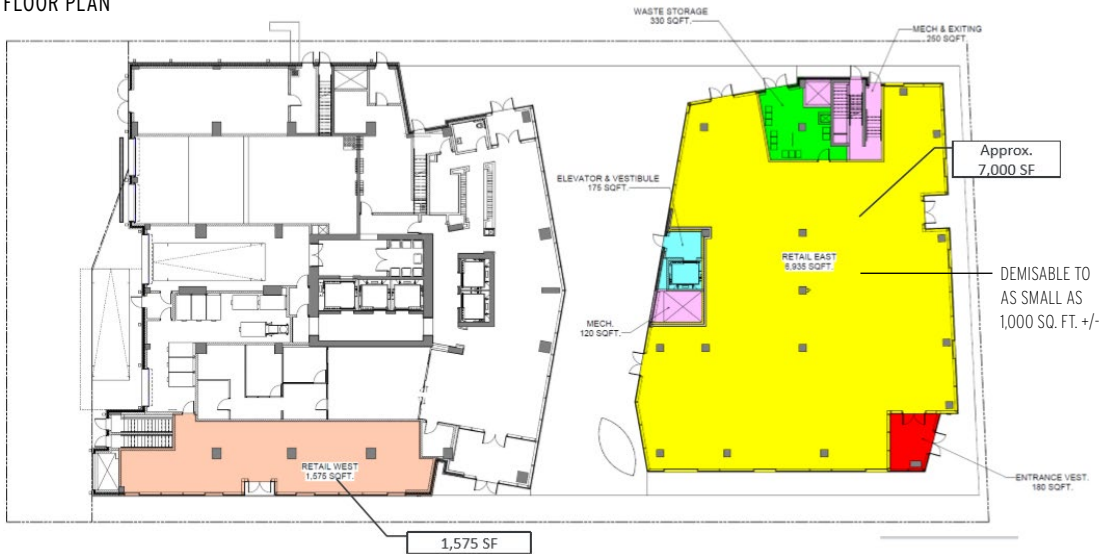 FLOOR PLAN
WASTE STORAGE
330 SQFT.
MECH & EXITING
260 SQFT.
Approx.
7,000 SF
ELEVATOR & VESTIBULE
175 SQFT.
RETAIL EAST
6,935 SQFT.
DEMISABLE TO
AS SMALL AS
1,000 SQ. FT. +/-
MECH.
120 SQFT.
RETAIL WEST
1,575 SQFT.
ENTRANCE VEST.
180 SQFT.
1,575 SF